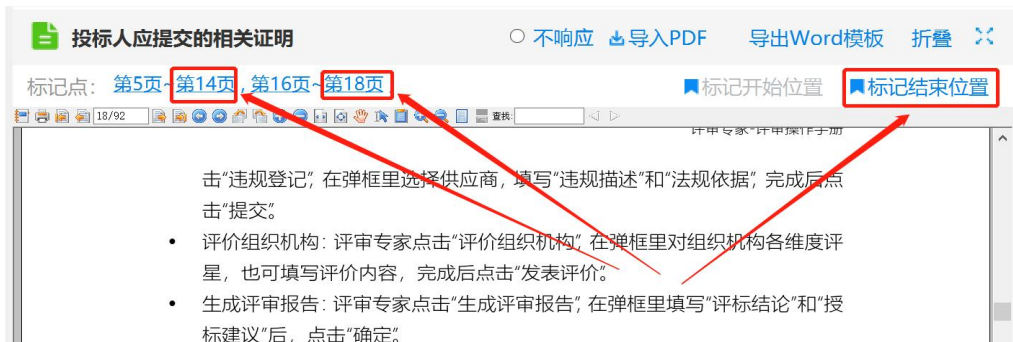 投标人应提交的相关证明 不响应 导入PDF 导出Word模板 折叠
标记点： 第5页~第14页 , 第16页~第18页 标记开始位置 标记结束位置
18/92 查找:
评审专家-评审操作手册
击“违规登记”，在弹框里选择供应商，填写“违规描述”和“法规依据”，完成后点
击“提交”。
• 评价组织机构：评审专家点击“评价组织机构”，在弹框里对组织机构各维度评
星，也可填写评价内容，完成后点击“发表评价”。
• 生成评审报告：评审专家点击“生成评审报告”，在弹框里填写“评标结论”和“授
标建议”后，点击“确定”。